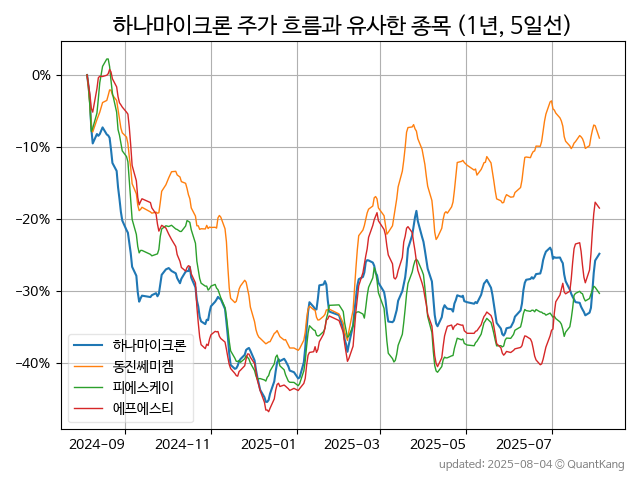 하나마이크론 주가 흐름과 유사한 종목 (1년, 5일선)
0%
−10%
−20%
−30%
−40%
하나마이크론
동진쎄미켐
피에스케이
에프에스티
2024-09
2024-11
2025-01
2025-03
2025-05
2025-07
updated: 2025-08-04 ⓒ QuantKang